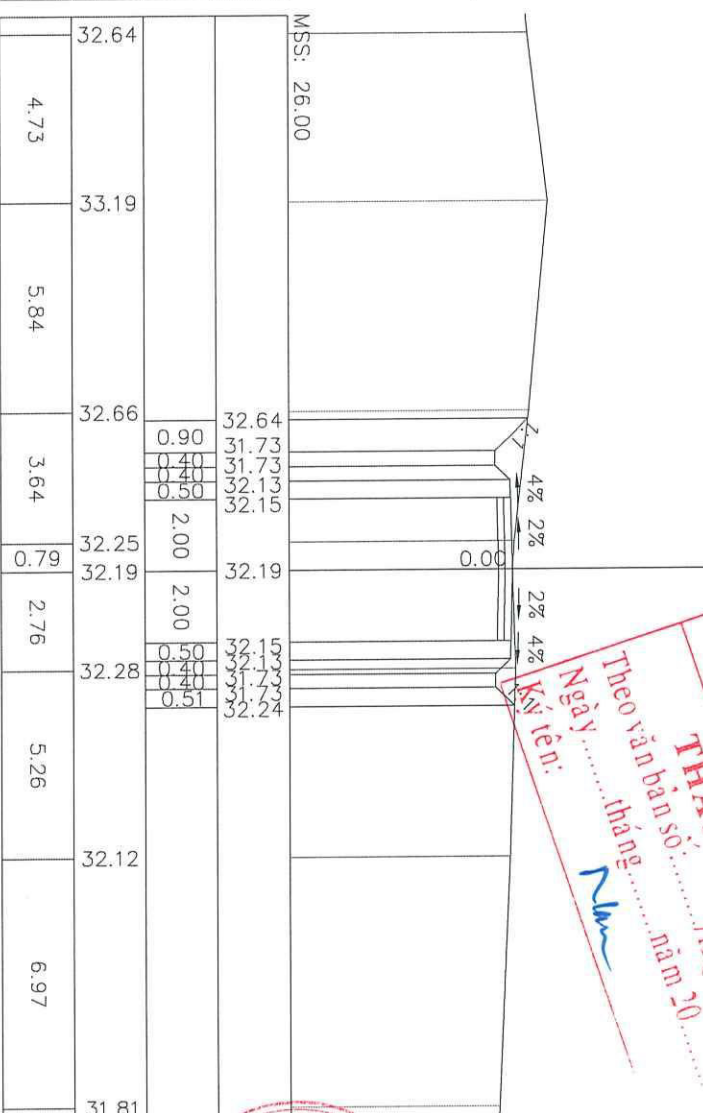 MSS: 26.00
4% 2% 2% 4%
1: 1:1
0.00
32.64 31.73 31.73 32.13 32.15 32.19 32.15 32.13 31.73 31.73 32.24
0.90 0.40 0.40 0.50 2.00 2.00 0.50 0.40 0.40 0.51
32.64 33.19 32.66 32.25 32.19 32.28 32.12 31.81
4.73 5.84 3.64 0.79 2.76 5.26 6.97
Theo văn bản số:
Ngày.........tháng.........năm 20.........
Ký tên: